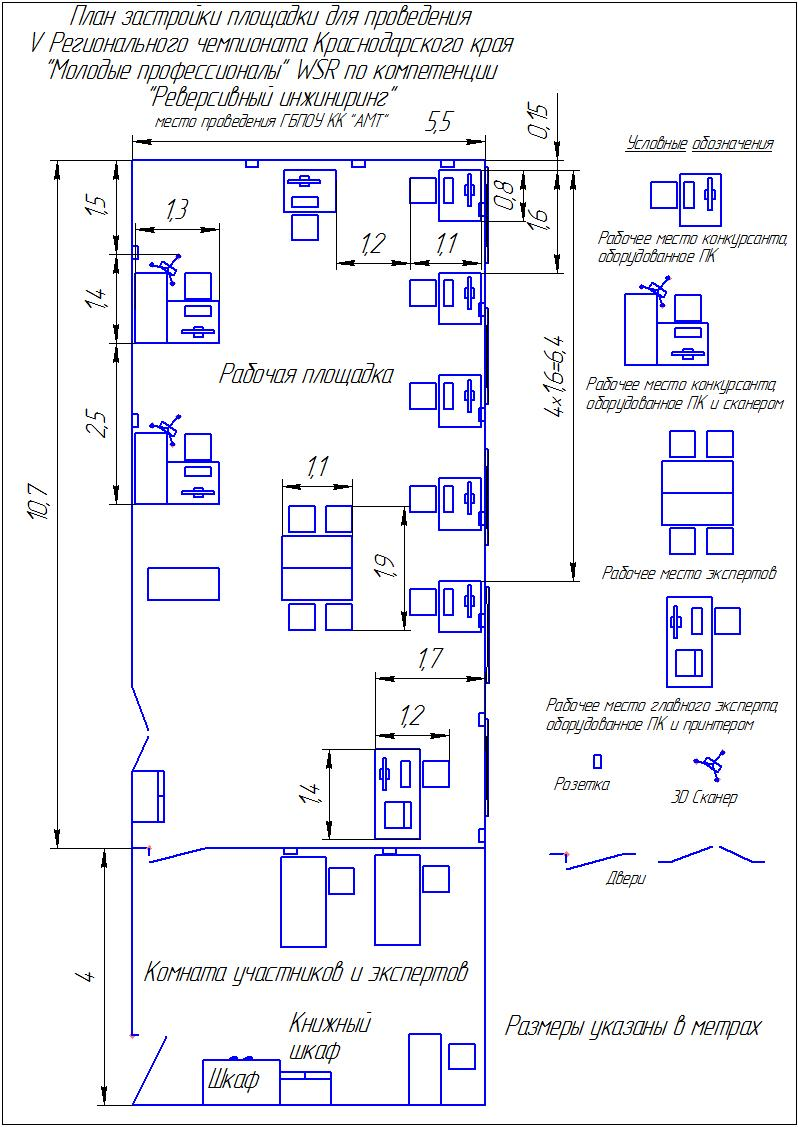 План застройки площадки для проведения
V Регионального чемпионата Краснодарского края
"Молодые профессионалы" WSR по компетенции
"Реверсивный инжиниринг"
место проведения ГБПОУ КК "АМТ"
5,5
0,15
Условные обозначения
1,5
1,3
0,8
1,6
1,2
1,1
Рабочее место конкурсанта,
оборудованное ПК
1,4
Рабочая площадка
4x1,6=6,4
Рабочее место конкурсанта,
оборудованное ПК и сканером
2,5
1,1
10,7
1,9
Рабочее место экспертов
1,7
1,2
Рабочее место главного эксперта,
оборудованное ПК и принтером
1,4
Розетка
3D Сканер
Двери
4
Комната участников и экспертов
Книжный
шкаф
Размеры указаны в метрах
Шкаф